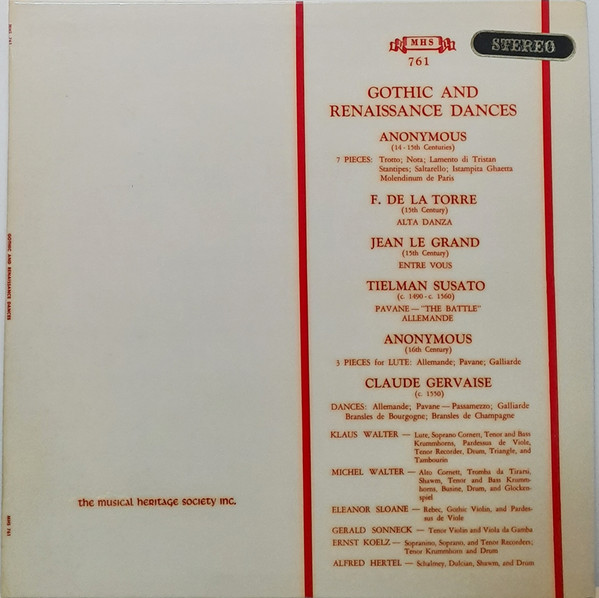 MHS
761
STEREO
GOTHIC AND
RENAISSANCE DANCES
ANONYMOUS
(14 - 15th Centuries)
7 PIECES: Trotto; Nota; Lamento di Tristan
Stantipes; Saltarello; Istampita Ghaetta
Molendinum de Paris
F. DE LA TORRE
(15th Century)
ALTA DANZA
JEAN LE GRAND
(15th Century)
ENTRE VOUS
TIELMAN SUSATO
(c. 1490 - c. 1560)
PAVANE — "THE BATTLE"
ALLEMANDE
ANONYMOUS
(16th Century)
3 PIECES for LUTE: Allemande; Pavane; Galliarde
CLAUDE GERVAISE
(c. 1550)
DANCES: Allemande; Pavane — Passamezzo; Galliarde
Bransles de Bourgogne; Bransles de Champagne
KLAUS WALTER — Lute, Soprano Cornett, Tenor and Bass
Krummhorns, Pardessus de Viole,
Tenor Recorder, Drum, Triangle, and
Tambourin
MICHEL WALTER — Alto Cornett, Tromba da Tirarsi,
Shawm, Tenor and Bass Krumm-
horns, Busine, Drum, and Glocken-
spiel
ELEANOR SLOANE — Rebec, Gothic Violin, and Pardes-
sus de Viole
GERALD SONNECK — Tenor Violin and Viola da Gamba
ERNST KOELZ — Sopranino, Soprano, and Tenor Recorders;
Tenor Krummhorn and Drum
ALFRED HERTEL — Schalmey, Dulcian, Shawm, and Drum
the musical heritage society inc.
MHS 761
GOTHIC AND RENAISSANCE DANCES
MHS 761